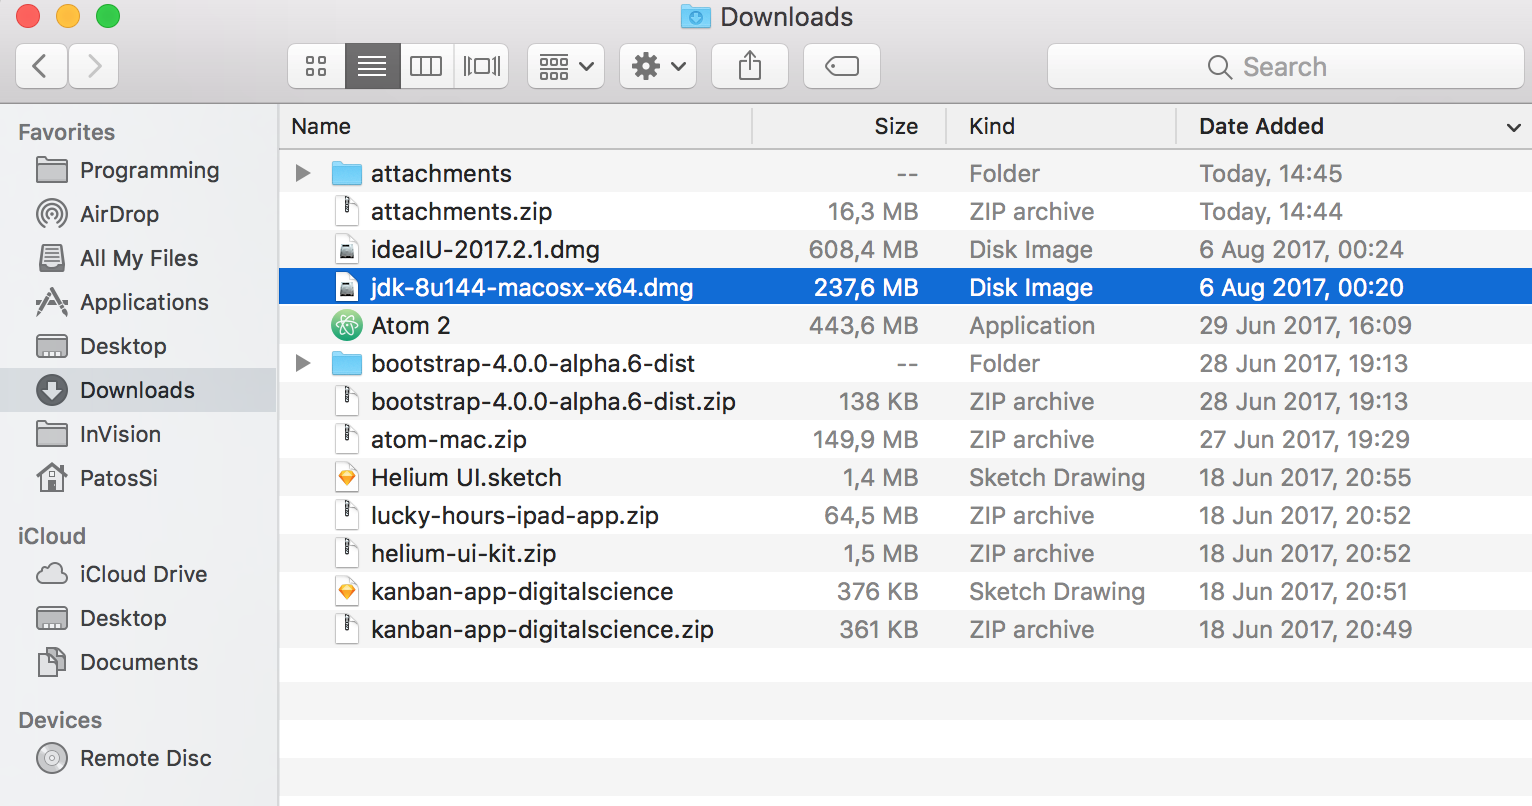 Downloads
Search
Favorites
Programming
AirDrop
All My Files
Applications
Desktop
Downloads
InVision
PatosSi
iCloud
iCloud Drive
Desktop
Documents
Devices
Remote Disc
Name Size Kind Date Added
attachments -- Folder Today, 14:45
attachments.zip 16,3 MB ZIP archive Today, 14:44
ideaIU-2017.2.1.dmg 608,4 MB Disk Image 6 Aug 2017, 00:24
jdk-8u144-macosx-x64.dmg 237,6 MB Disk Image 6 Aug 2017, 00:20
Atom 2 443,6 MB Application 29 Jun 2017, 16:09
bootstrap-4.0.0-alpha.6-dist -- Folder 28 Jun 2017, 19:13
bootstrap-4.0.0-alpha.6-dist.zip 138 KB ZIP archive 28 Jun 2017, 19:13
atom-mac.zip 149,9 MB ZIP archive 27 Jun 2017, 19:29
Helium UI.sketch 1,4 MB Sketch Drawing 18 Jun 2017, 20:55
lucky-hours-ipad-app.zip 64,5 MB ZIP archive 18 Jun 2017, 20:52
helium-ui-kit.zip 1,5 MB ZIP archive 18 Jun 2017, 20:52
kanban-app-digitalscience 376 KB Sketch Drawing 18 Jun 2017, 20:51
kanban-app-digitalscience.zip 361 KB ZIP archive 18 Jun 2017, 20:49